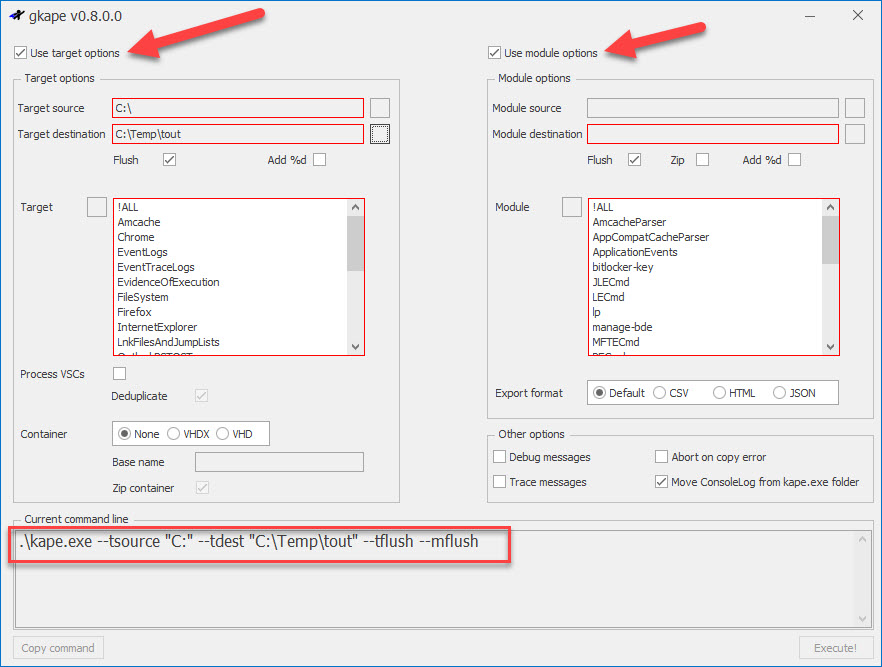 gkape v0.8.0.0
Use target options
Use module options
Target options
Module options
Target source C:\
Module source
Target destination C:\Temp\tout
Module destination
Flush Add %d
Flush Zip Add %d
Target
!ALL
Amcache
Chrome
EventLogs
EventTraceLogs
EvidenceOfExecution
FileSystem
Firefox
InternetExplorer
LnkFilesAndJumpLists
Module
!ALL
AmcacheParser
AppCompatCacheParser
ApplicationEvents
bitlocker-key
JLECmd
LECmd
lp
manage-bde
MFTECmd
Process VSCs
Deduplicate
Export format Default CSV HTML JSON
Container None VHDX VHD
Base name
Zip container
Other options
Debug messages Abort on copy error
Trace messages Move ConsoleLog from kape.exe folder
Current command line
.\kape.exe --tsource "C:" --tdest "C:\Temp\tout" --tflush --mflush
Copy command Execute!